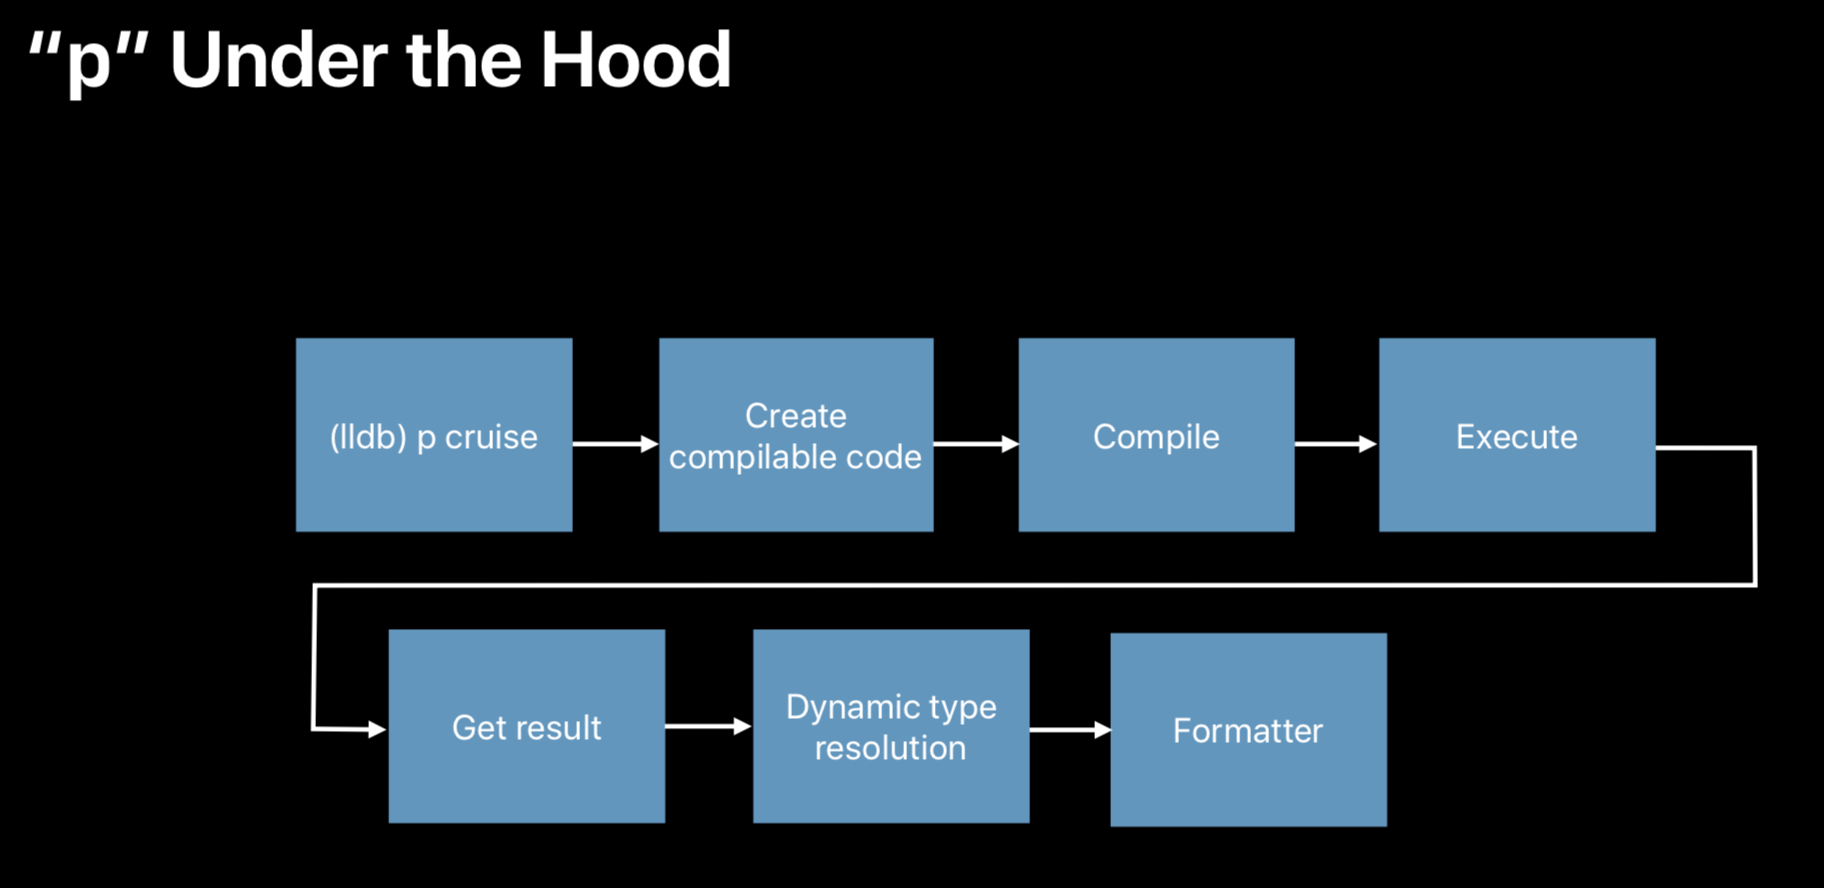 “p” Under the Hood
(lldb) p cruise
Create
compilable code
Compile
Execute
Get result
Dynamic type
resolution
Formatter